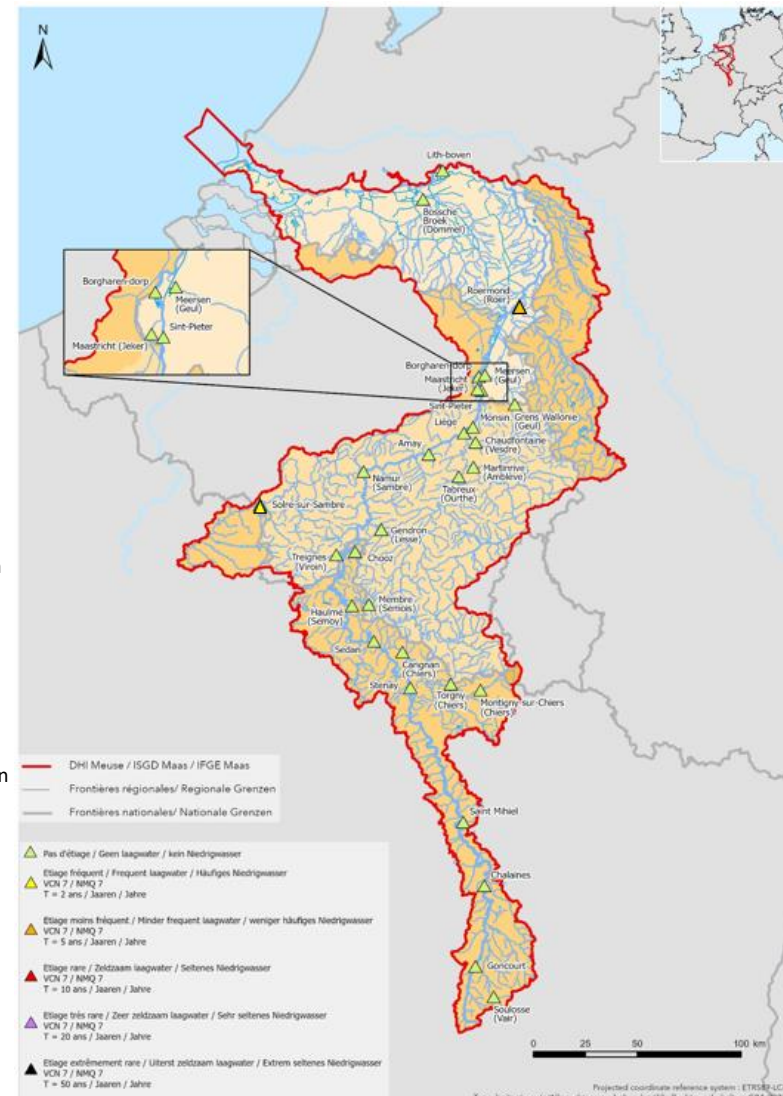 N
Lith-boven
Bossche
Broek
(Dommel)
Roermond
(Roer)
Borgharen-dorp
Meersen
(Geul)
Sint-Pieter
Maastricht (Jeker)
Borgharen-dorp
Maastricht
(Jeker)
Meersen
(Geul)
Sint-Pieter
Monsin
Grens Wallonie
(Geul)
Liège
Chaudfontaine
(Vesdre)
Amay
Martinrive
(Amblève)
Tabreux
(Ourthe)
Namur
(Sambre)
Solre-sur-Sambre
Gendron
(Lesse)
Treignes
(Viroin)
Chooz
Membre
(Semois)
Haulmé
(Semoy)
Sedan
Carignan
(Chiers)
Stenay
Torgny
(Chiers)
Montigny-sur-Chiers
(Chiers)
Saint Mihiel
Chalaines
Goncourt
Soulosse
(Vair)
DHI Meuse / ISGD Maas / IFGE Maas
Frontières régionales/ Regionale Grenzen
Frontières nationales/ Nationale Grenzen
Pas d'étiage / Geen laagwater / kein Niedrigwasser
Etiage fréquent / Frequent laagwater / Häufiges Niedrigwasser
VCN 7 / NMQ 7
T = 2 ans / Jaaren / Jahre
Etiage moins fréquent / Minder frequent laagwater / weniger häufiges Niedrigwasser
VCN 7 / NMQ 7
T = 5 ans / Jaaren / Jahre
Etiage rare / Zeldzaam laagwater / Seltenes Niedrigwasser
VCN 7 / NMQ 7
T = 10 ans / Jaaren / Jahre
Etiage très rare / Zeer zeldzaam laagwater / Sehr seltenes Niedrigwasser
VCN 7 / NMQ 7
T = 20 ans / Jaaren / Jahre
Etiage extrêmement rare / Uiterst zeldzaam laagwater / Extrem seltenes Niedrigwasser
VCN 7 / NMQ 7
T = 50 ans / Jaaren / Jahre
0 50 100 km
Projected coordinate reference system : ETRS89-LC